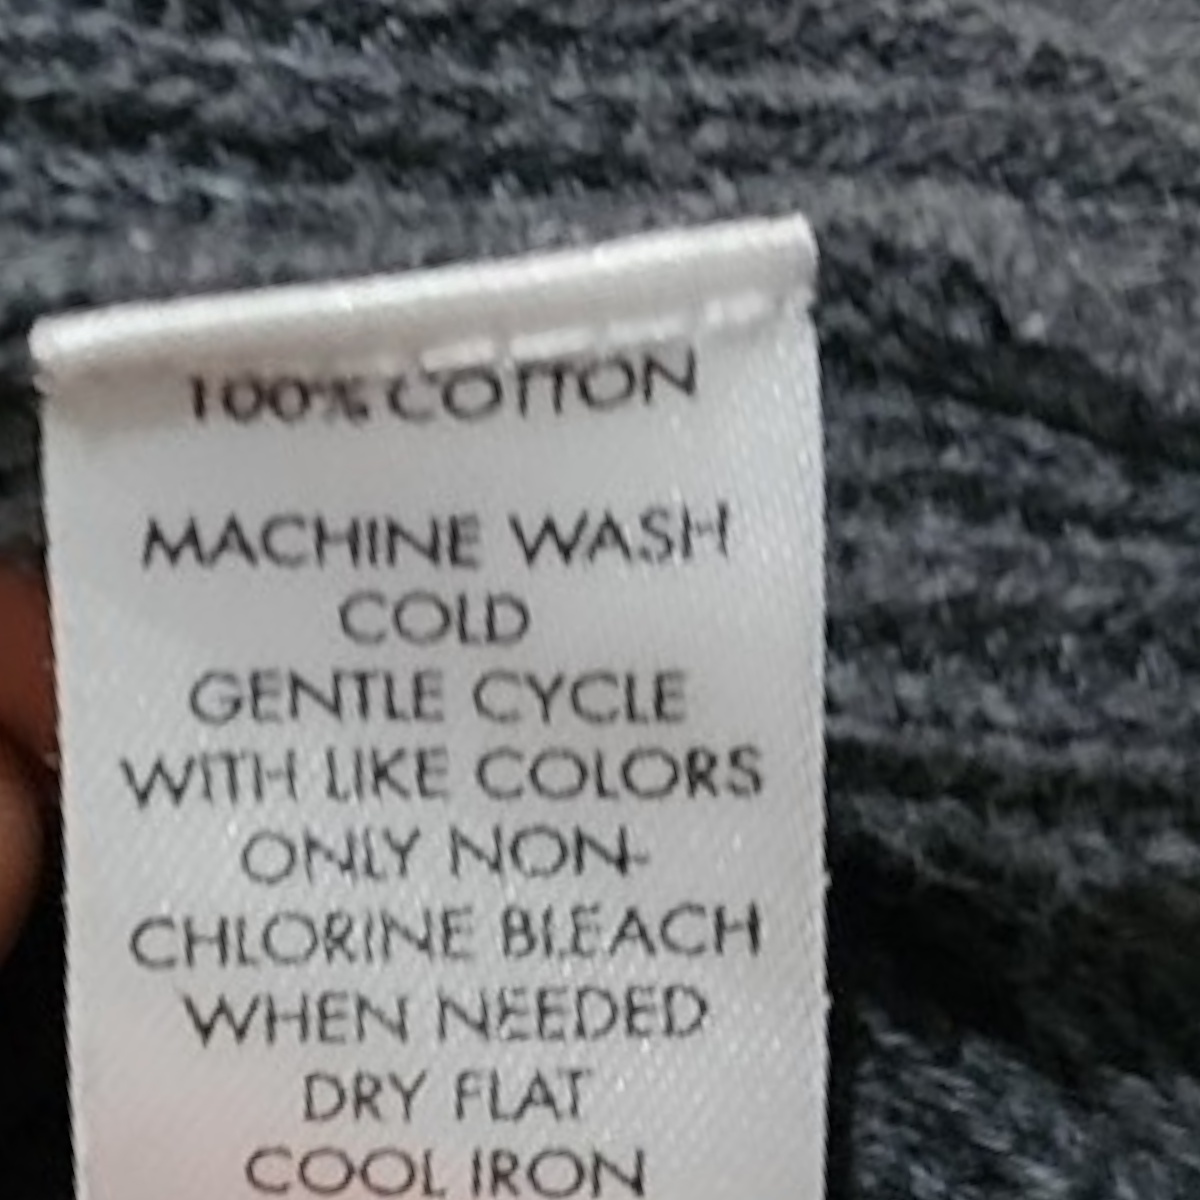 100% COTTON
MACHINE WASH
COLD
GENTLE CYCLE
WITH LIKE COLORS
ONLY NON-
CHLORINE BLEACH
WHEN NEEDED
DRY FLAT
COOL IRON